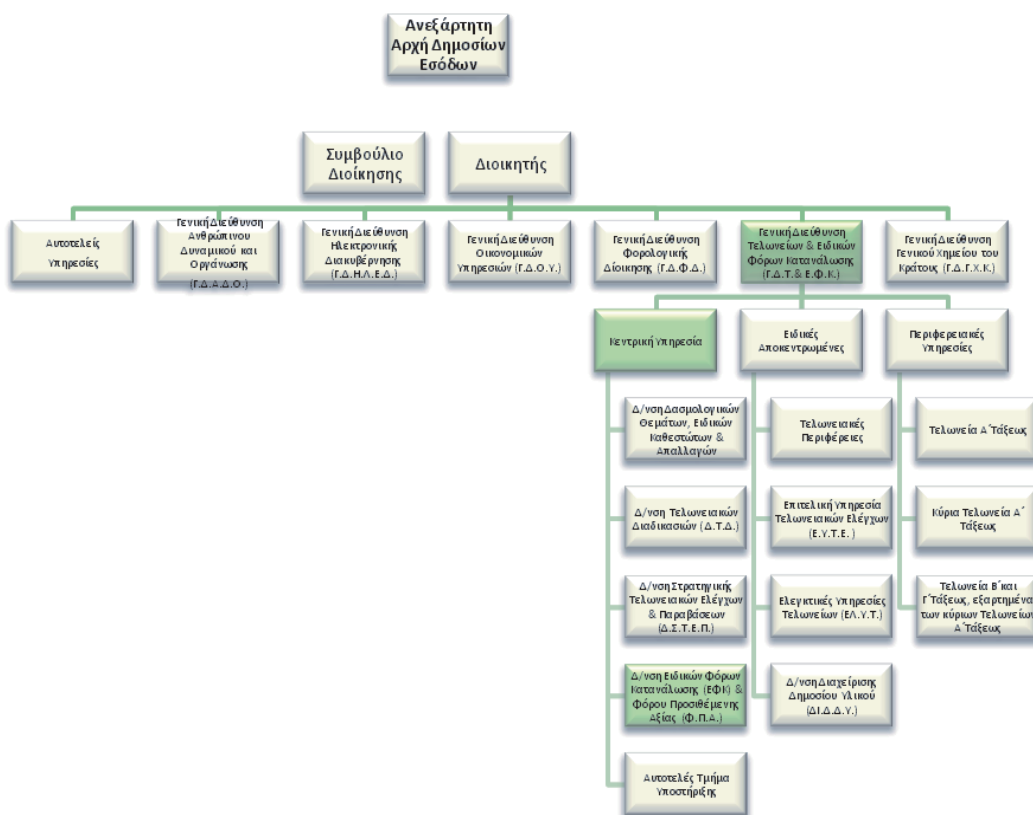 Ανεξάρτητη
Αρχή Δημοσίων
Εσόδων
Συμβούλιο
Διοίκησης
Διοικητής
Αυτοτελείς
Υπηρεσίες
Γενική Διεύθυνση
Ανθρώπινου
Δυναμικού και
Οργάνωσης
(Γ.Δ.Α.Δ.Ο.)
Γενική Διεύθυνση
Ηλεκτρονικής
Διακυβέρνησης
(Γ.Δ.Η.Λ.Ε.Δ.)
Γενική Διεύθυνση
Οικονομικών
Υπηρεσιών (Γ.Δ.Ο.Υ.)
Γενική Διεύθυνση
Φορολογικής
Δίοικησης (Γ.Δ.Φ.Δ.)
Γενική Διεύθυνση
Τελωνείων & Ειδικών
Φόρων Κατανάλωσης
(Γ.Δ.Τ.& Ε.Φ.Κ.)
Γενική Διεύθυνση
Γενικού Χημείου του
Κράτους (Γ.Δ.Γ.Χ.Κ.)
Κεντρική Υπηρεσία
Ειδικές
Αποκεντρωμένες
Περιφερειακές
Υπηρεσίες
Δ/νση Δασμολογικών
Θεμάτων, Ειδικών
Καθεστώτων &
Απαλλαγών
Τελωνειακές
Περιφέρειες
Τελωνεία Α΄Τάξεως
Δ/νση Τελωνειακών
Διαδικασιών (Δ.Τ.Δ.)
Επιτελική Υπηρεσία
Τελωνειακών Ελέγχων
(Ε.Υ.Τ.Ε.)
Κύρια Τελωνεία Α΄
Τάξεως
Δ/νση Στρατηγικής
Τελωνειακών Ελέγχων
& Παραβάσεων
(Δ.Σ.Τ.Ε.Π.)
Ελεγκτικές Υπηρεσίες
Τελωνείων (ΕΛ.Υ.Τ.)
Τελωνεία Β΄και
Γ΄Τάξεως, εξαρτημένα
των κύριων Τελωνείων
Α΄Τάξεως
Δ/νση Ειδικών Φόρων
Κατανάλωσης (ΕΦΚ) &
Φόρου Προσιθέμενης
Αξίας (Φ.Π.Α.)
Δ/νση Διαχείρισης
Δημοσίου Υλικού
(ΔΙ.Δ.Δ.Υ.)
Αυτοτελές Τμήμα
Υποστήριξης